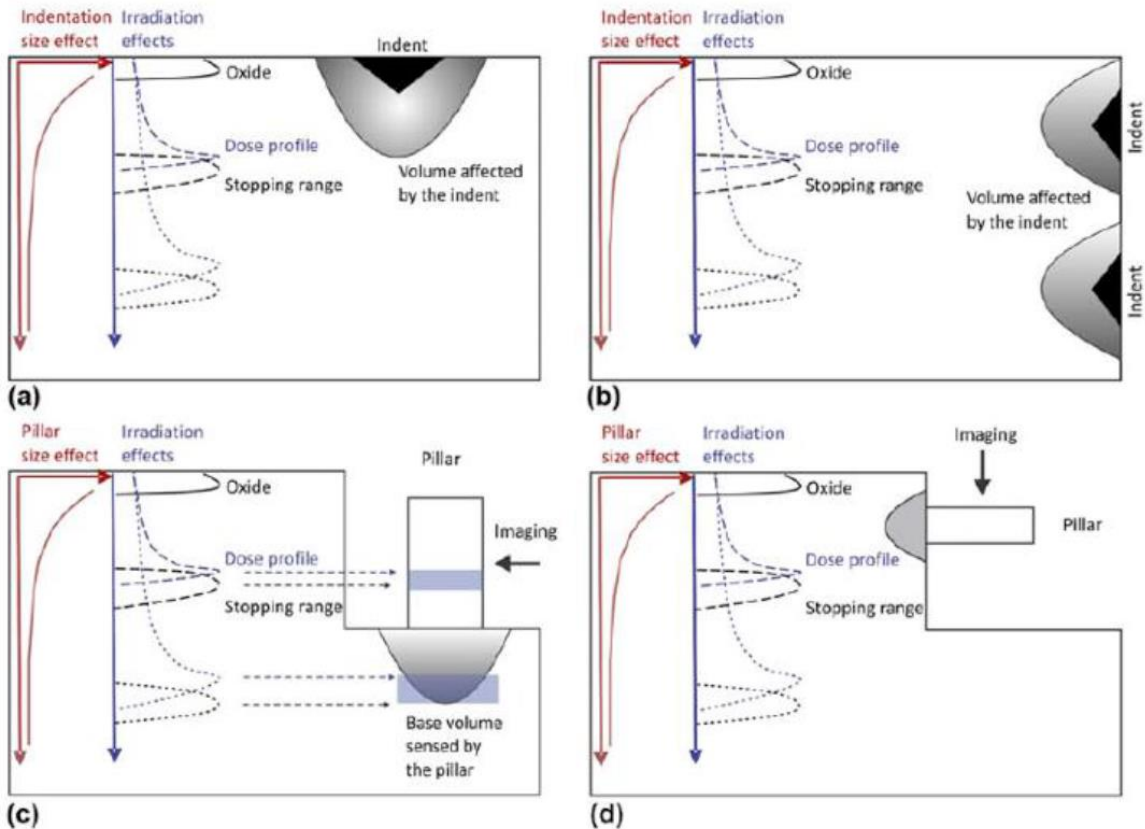 Indentation
size effect
Irradiation
effects
Indent
Oxide
Dose profile
Stopping range
Volume affected
by the indent
(a)
Indentation
size effect
Irradiation
effects
Oxide
Dose profile
Stopping range
Indent
Volume affected
by the indent
Indent
(b)
Pillar
size effect
Irradiation
effects
Pillar
Oxide
Imaging
Dose profile
Stopping range
Base volume
sensed by
the pillar
(c)
Pillar
size effect
Irradiation
effects
Imaging
Oxide
Pillar
Dose profile
Stopping range
(d)